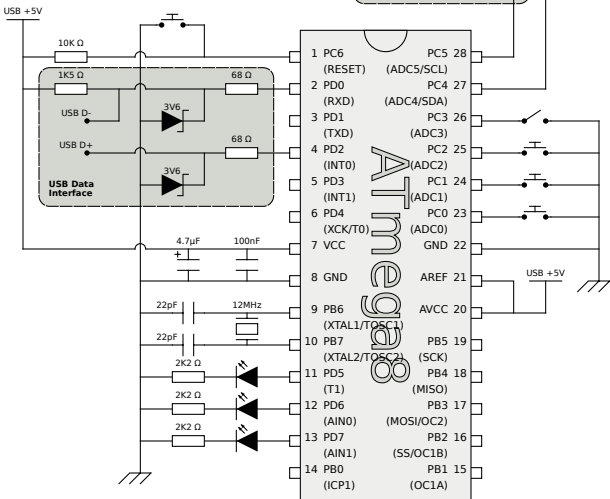 USB +5V
10K Ω
1K5 Ω
68 Ω
USB D-
3V6
USB D+
68 Ω
3V6
USB Data
Interface
4.7µF
100nF
+
22pF
12MHz
22pF
2K2 Ω
2K2 Ω
2K2 Ω
1 PC6
(RESET)
2 PD0
(RXD)
3 PD1
(TXD)
4 PD2
(INT0)
5 PD3
(INT1)
6 PD4
(XCK/T0)
7 VCC
8 GND
9 PB6
(XTAL1/TOSC1)
10 PB7
(XTAL2/TOSC2)
11 PD5
(T1)
12 PD6
(AIN0)
13 PD7
(AIN1)
14 PB0
(ICP1)
ATmega8
PC5 28
(ADC5/SCL)
PC4 27
(ADC4/SDA)
PC3 26
(ADC3)
PC2 25
(ADC2)
PC1 24
(ADC1)
PC0 23
(ADC0)
GND 22
AREF 21
AVCC 20
PB5 19
(SCK)
PB4 18
(MISO)
PB3 17
(MOSI/OC2)
PB2 16
(SS/OC1B)
PB1 15
(OC1A)
USB +5V